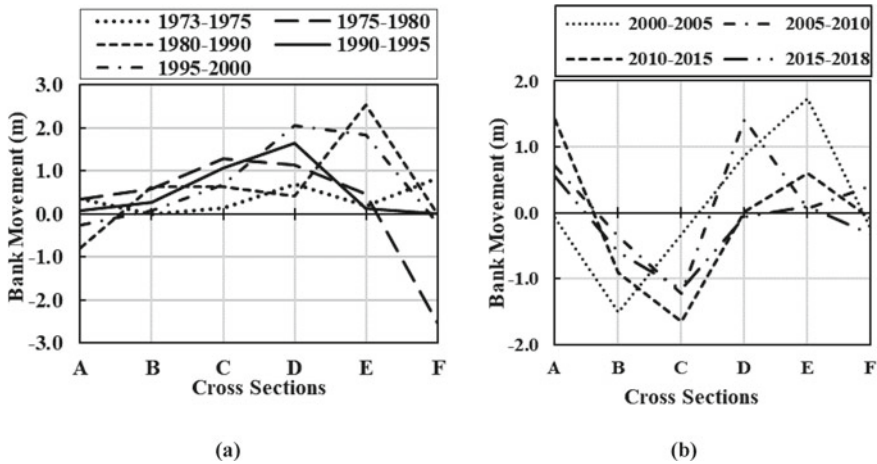 1973-1975 1975-1980
1980-1990 1990-1995
1995-2000
Bank Movement (m)
3.0
2.0
1.0
0.0
-1.0
-2.0
-3.0
A B C D E F
Cross Sections
(a)
2000-2005 2005-2010
2010-2015 2015-2018
Bank Movement (m)
2.0
1.0
0.0
-1.0
-2.0
A B C D E F
Cross Sections
(b)